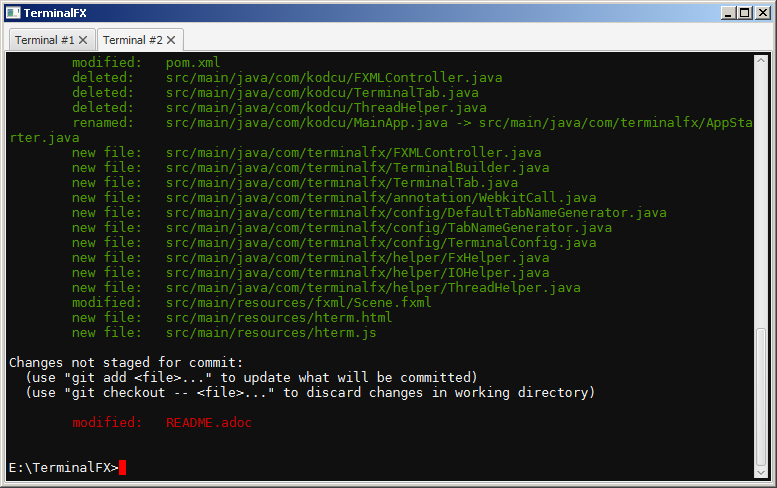 TerminalFX
Terminal #1 Terminal #2
modified:   pom.xml
deleted:    src/main/java/com/kodcu/FXMLController.java
deleted:    src/main/java/com/kodcu/TerminalTab.java
deleted:    src/main/java/com/kodcu/ThreadHelper.java
renamed:    src/main/java/com/kodcu/MainApp.java -> src/main/java/com/terminalfx/AppSta
rter.java
new file:   src/main/java/com/terminalfx/FXMLController.java
new file:   src/main/java/com/terminalfx/TerminalBuilder.java
new file:   src/main/java/com/terminalfx/TerminalTab.java
new file:   src/main/java/com/terminalfx/annotation/WebkitCall.java
new file:   src/main/java/com/terminalfx/config/DefaultTabNameGenerator.java
new file:   src/main/java/com/terminalfx/config/TabNameGenerator.java
new file:   src/main/java/com/terminalfx/config/TerminalConfig.java
new file:   src/main/java/com/terminalfx/helper/FxHelper.java
new file:   src/main/java/com/terminalfx/helper/IOHelper.java
new file:   src/main/java/com/terminalfx/helper/ThreadHelper.java
modified:   src/main/resources/fxml/Scene.fxml
new file:   src/main/resources/hterm.html
new file:   src/main/resources/hterm.js
Changes not staged for commit:
(use "git add <file>..." to update what will be committed)
(use "git checkout -- <file>..." to discard changes in working directory)
modified:   README.adoc
E:\TerminalFX>